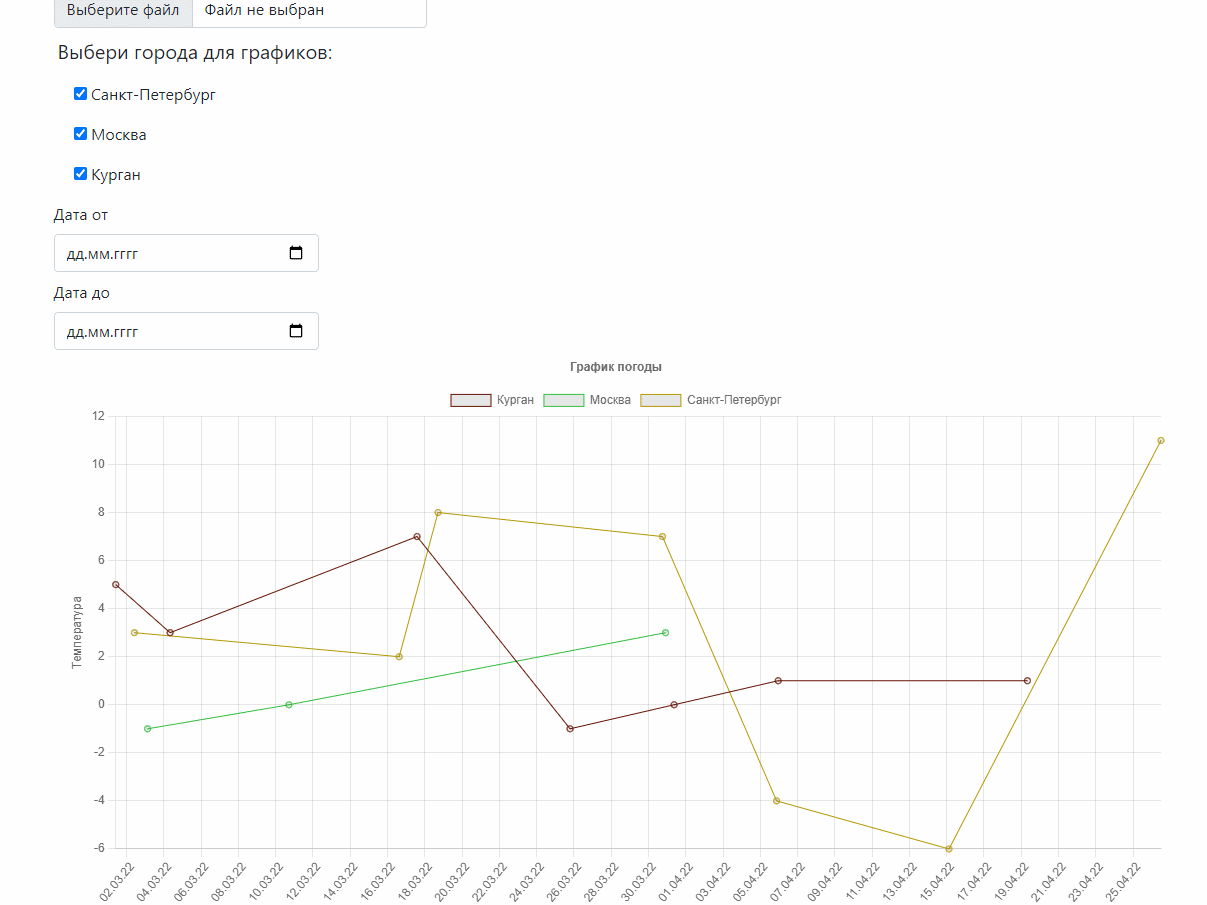 Выберите файл Файл не выбран
Выбери города для графиков:
Санкт-Петербург
Москва
Курган
Дата от
дд.мм.гггг
Дата до
дд.мм.гггг
График погоды
Курган Москва Санкт-Петербург
12
10
8
6
4
2
0
-2
-4
-6
Температура
02.03.22 04.03.22 06.03.22 08.03.22 10.03.22 12.03.22 14.03.22 16.03.22 18.03.22 20.03.22 22.03.22 24.03.22 26.03.22 28.03.22 30.03.22 01.04.22 03.04.22 05.04.22 07.04.22 09.04.22 11.04.22 13.04.22 15.04.22 17.04.22 19.04.22 21.04.22 23.04.22 25.04.22